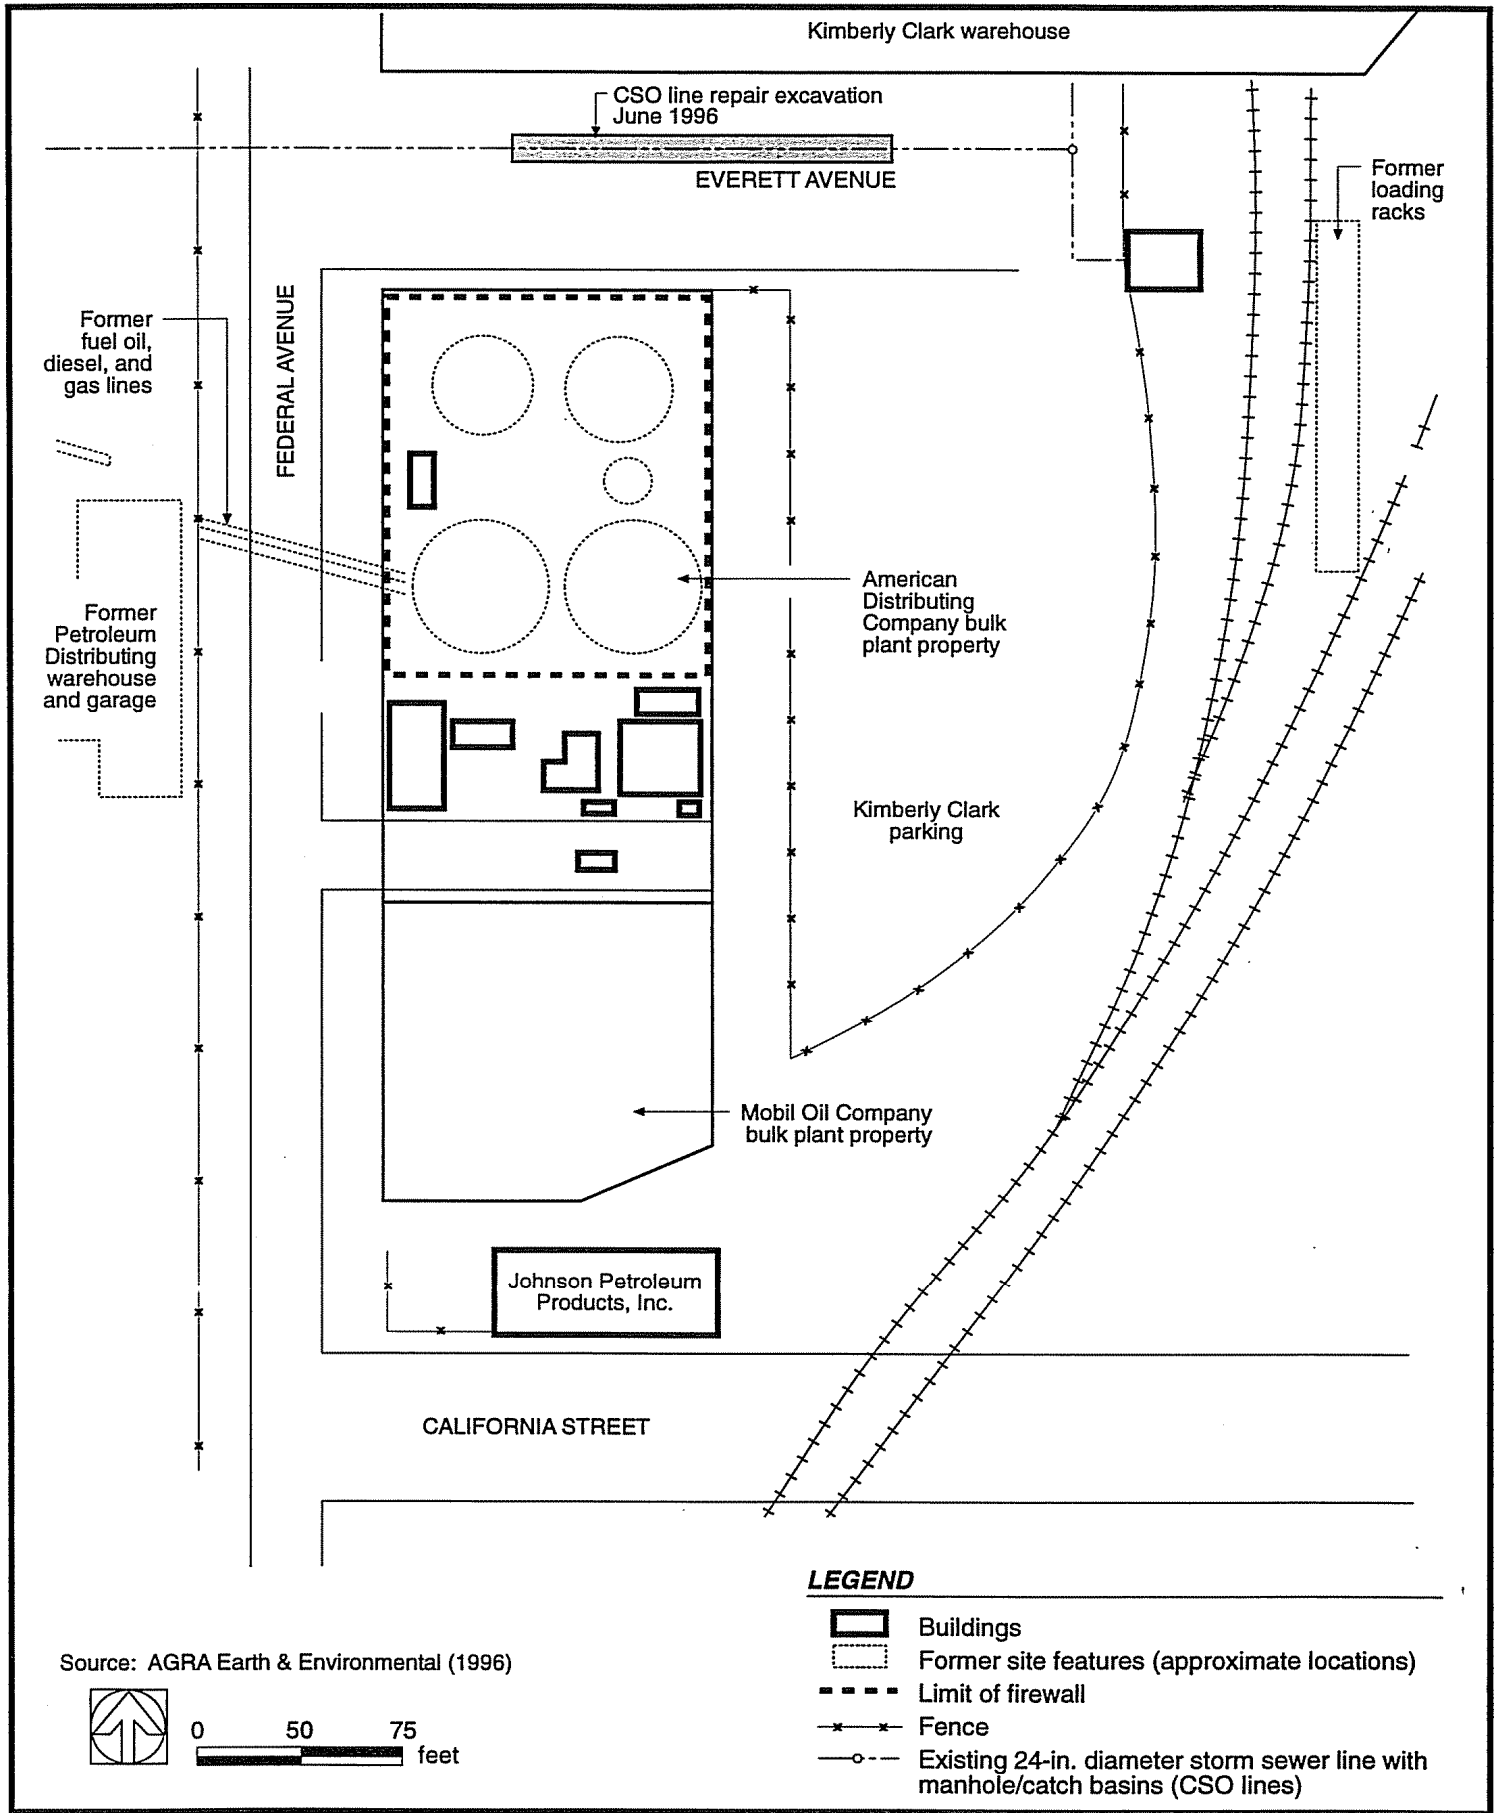 Kimberly Clark warehouse
CSO line repair excavation
June 1996
EVERETT AVENUE
Former
loading
racks
Former
fuel oil,
diesel, and
gas lines
FEDERAL AVENUE
American
Distributing
Company bulk
plant property
Former
Petroleum
Distributing
warehouse
and garage
Kimberly Clark
parking
Mobil Oil Company
bulk plant property
Johnson Petroleum
Products, Inc.
CALIFORNIA STREET
LEGEND
Buildings
Former site features (approximate locations)
Limit of firewall
Fence
Existing 24-in. diameter storm sewer line with
manhole/catch basins (CSO lines)
Source: AGRA Earth & Environmental (1996)
0 50 75
feet